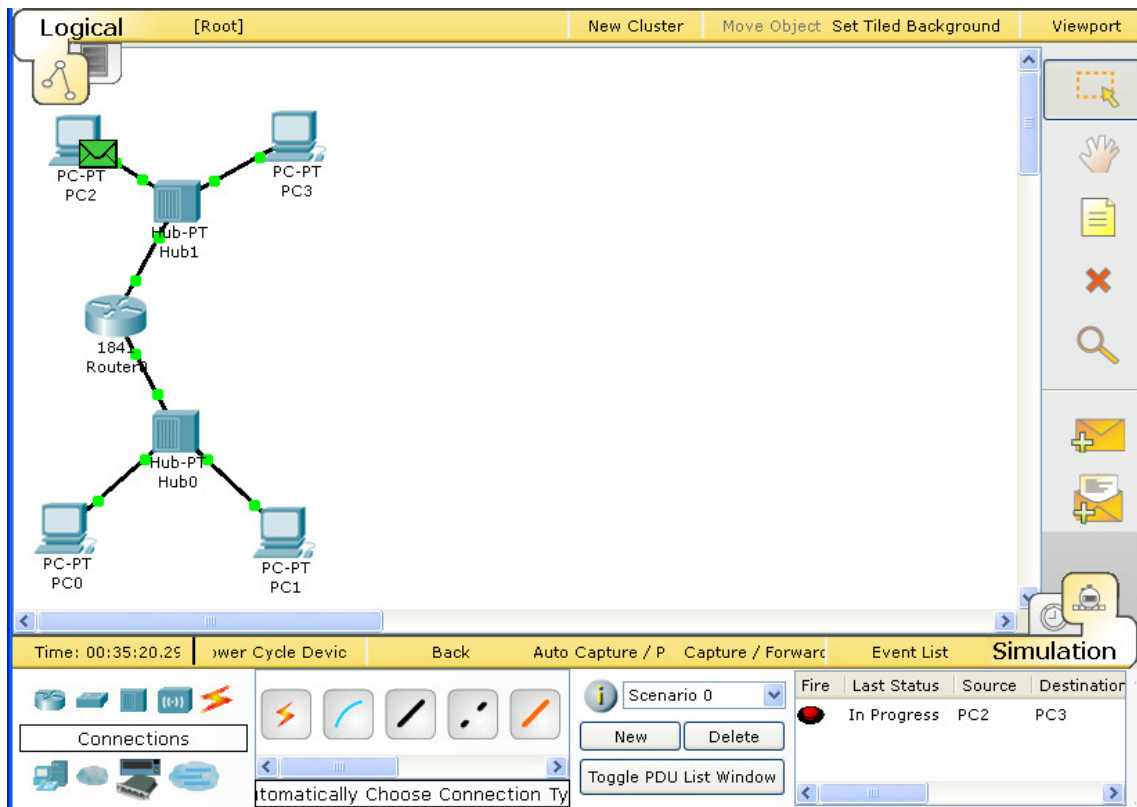 Logical [Root] New Cluster Move Object Set Tiled Background Viewport
PC-PT
PC2
PC-PT
PC3
Hub-PT
Hub1
1841
Router0
Hub-PT
Hub0
PC-PT
PC0
PC-PT
PC1
Time: 00:35:20.29 ower Cycle Devic Back Auto Capture / P Capture / Forward Event List Simulation
Scenario 0
Fire Last Status Source Destination
In Progress PC2 PC3
Connections
New Delete
Toggle PDU List Window
utomatically Choose Connection Ty